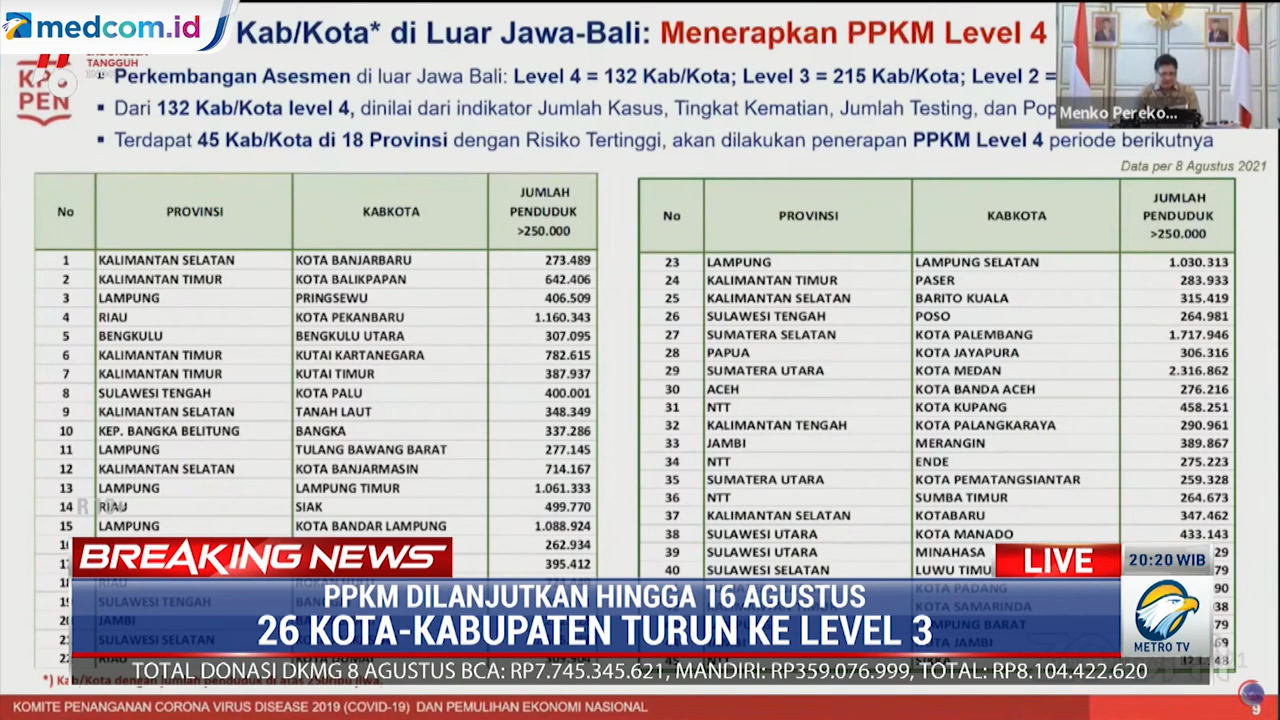 medcom.id
Kab/Kota* di Luar Jawa-Bali: Menerapkan PPKM Level 4
TANGGUH
KPC
PEN
Perkembangan Asesmen di luar Jawa Bali: Level 4 = 132 Kab/Kota; Level 3 = 215 Kab/Kota; Level 2 =
Dari 132 Kab/Kota level 4, dinilai dari indikator Jumlah Kasus, Tingkat Kematian, Jumlah Testing, dan
Menko Pereko...
Terdapat 45 Kab/Kota di 18 Provinsi dengan Risiko Tertinggi, akan dilakukan penerapan PPKM Level 4 periode berikutnya
Data per 8 Agustus 2021
No PROVINSI KABKOTA JUMLAH PENDUDUK >250.000
1 KALIMANTAN SELATAN KOTA BANJARBARU 273.489
2 KALIMANTAN TIMUR KOTA BALIKPAPAN 642.406
3 LAMPUNG PRINGSEWU 406.509
4 RIAU KOTA PEKANBARU 1.160.343
5 BENGKULU BENGKULU UTARA 307.095
6 KALIMANTAN TIMUR KUTAI KARTANEGARA 782.615
7 KALIMANTAN TIMUR KUTAI TIMUR 387.937
8 SULAWESI TENGAH KOTA PALU 400.001
9 KALIMANTAN SELATAN TANAH LAUT 348.349
10 KEP. BANGKA BELITUNG BANGKA 337.286
11 LAMPUNG TULANG BAWANG BARAT 277.145
12 KALIMANTAN SELATAN KOTA BANJARMASIN 714.167
13 LAMPUNG LAMPUNG TIMUR 1.061.333
14 RIAU SIAK 499.770
15 LAMPUNG KOTA BANDAR LAMPUNG 1.088.924
262.934
395.412
No PROVINSI KABKOTA JUMLAH PENDUDUK >250.000
23 LAMPUNG LAMPUNG SELATAN 1.030.313
24 KALIMANTAN TIMUR PASER 283.933
25 KALIMANTAN SELATAN BARITO KUALA 315.419
26 SULAWESI TENGAH POSO 264.981
27 SUMATERA SELATAN KOTA PALEMBANG 1.717.946
28 PAPUA KOTA JAYAPURA 306.316
29 SUMATERA UTARA KOTA MEDAN 2.316.862
30 ACEH KOTA BANDA ACEH 276.216
31 NTT KOTA KUPANG 458.251
32 KALIMANTAN TENGAH KOTA PALANGKARAYA 290.961
33 JAMBI MERANGIN 389.867
34 NTT ENDE 275.223
35 SUMATERA UTARA KOTA PEMATANGSIANTAR 259.328
36 NTT SUMBA TIMUR 264.673
37 KALIMANTAN SELATAN KOTABARU 347.462
38 SULAWESI UTARA KOTA MANADO 433.143
39 SULAWESI UTARA MINAHASA
40 SULAWESI SELATAN LUWU TIMU
BREAKING NEWS
LIVE
20:20 WIB
PPKM DILANJUTKAN HINGGA 16 AGUSTUS
26 KOTA-KABUPATEN TURUN KE LEVEL 3
METRO TV
TOTAL DONASI DKME 8 AGUSTUS BCA: RP7.745.345.621, MANDIRI: RP359.076.999, TOTAL: RP8.104.422.620
*) Kab/Kota dengan jumlah penduduk di atas 250ribu jiwa
KOMITE PENANGANAN CORONA VIRUS DISEASE 2019 (COVID-19) DAN PEMULIHAN EKONOMI NASIONAL
9